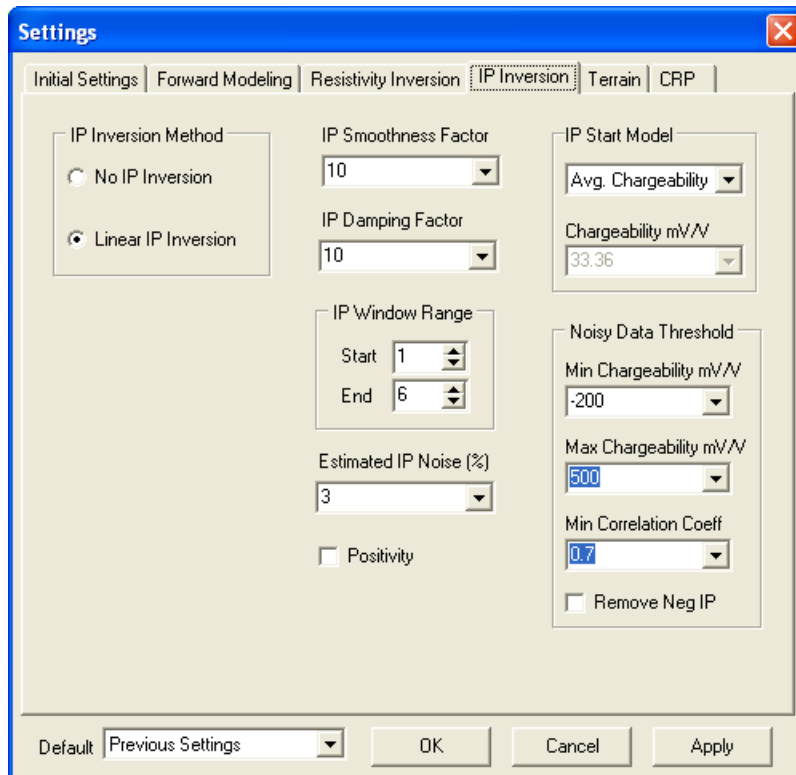 Settings
Initial Settings
Forward Modeling
Resistivity Inversion
IP Inversion
Terrain
CRP
IP Inversion Method
No IP Inversion
Linear IP Inversion
IP Smoothness Factor
10
IP Damping Factor
10
IP Window Range
Start 1
End 6
Estimated IP Noise (%)
3
Positivity
IP Start Model
Avg. Chargeability
Chargeability mV/V
33.36
Noisy Data Threshold
Min Chargeability mV/V
-200
Max Chargeability mV/V
500
Min Correlation Coeff
0.7
Remove Neg IP
Default Previous Settings
OK
Cancel
Apply